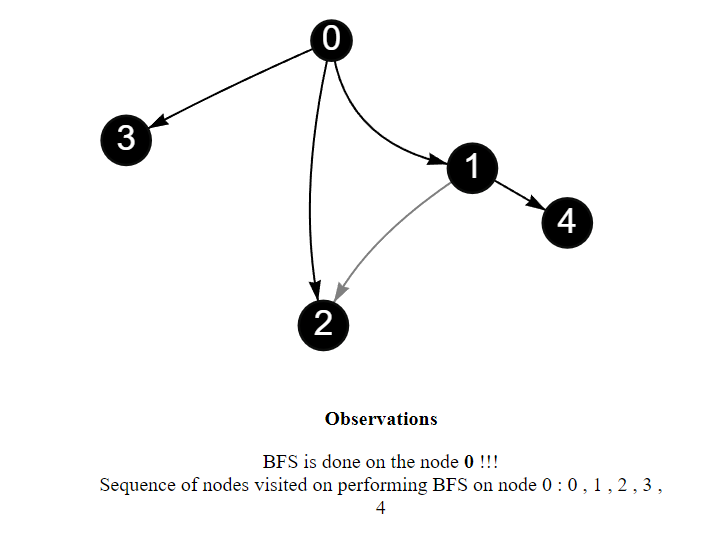 0
3
1
4
2
Observations
BFS is done on the node 0 !!!
Sequence of nodes visited on performing BFS on node 0 : 0 , 1 , 2 , 3 ,
4